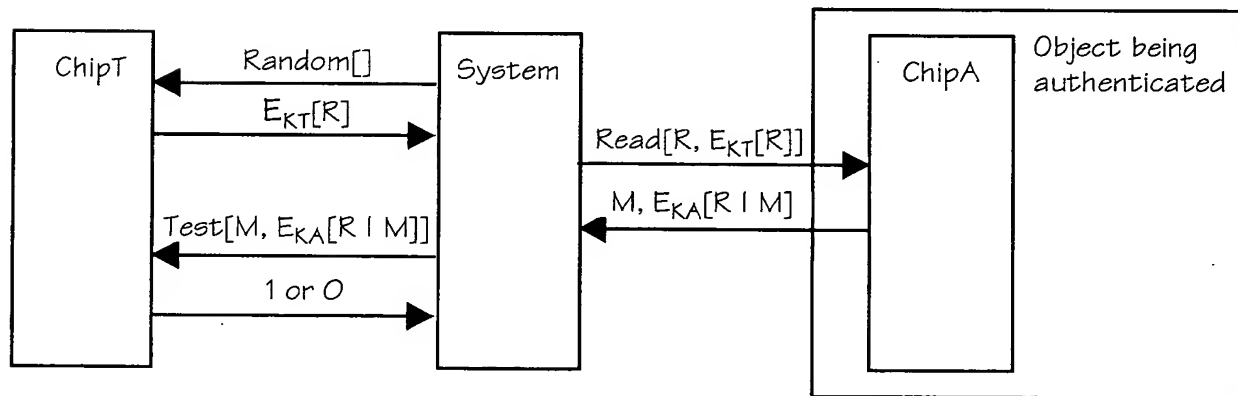 ChipT
Random[]
E_KT[R]
Test[M, E_KA[R | M]]
1 or 0
System
Read[R, E_KT[R]]
M, E_KA[R | M]
ChipA
Object being
authenticated